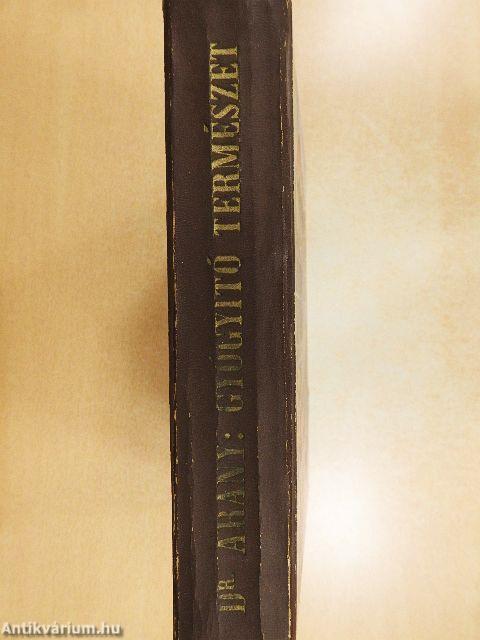 DR. ARANY: GYÓGYITÓ TERMÉSZET
Antikvárium.hu